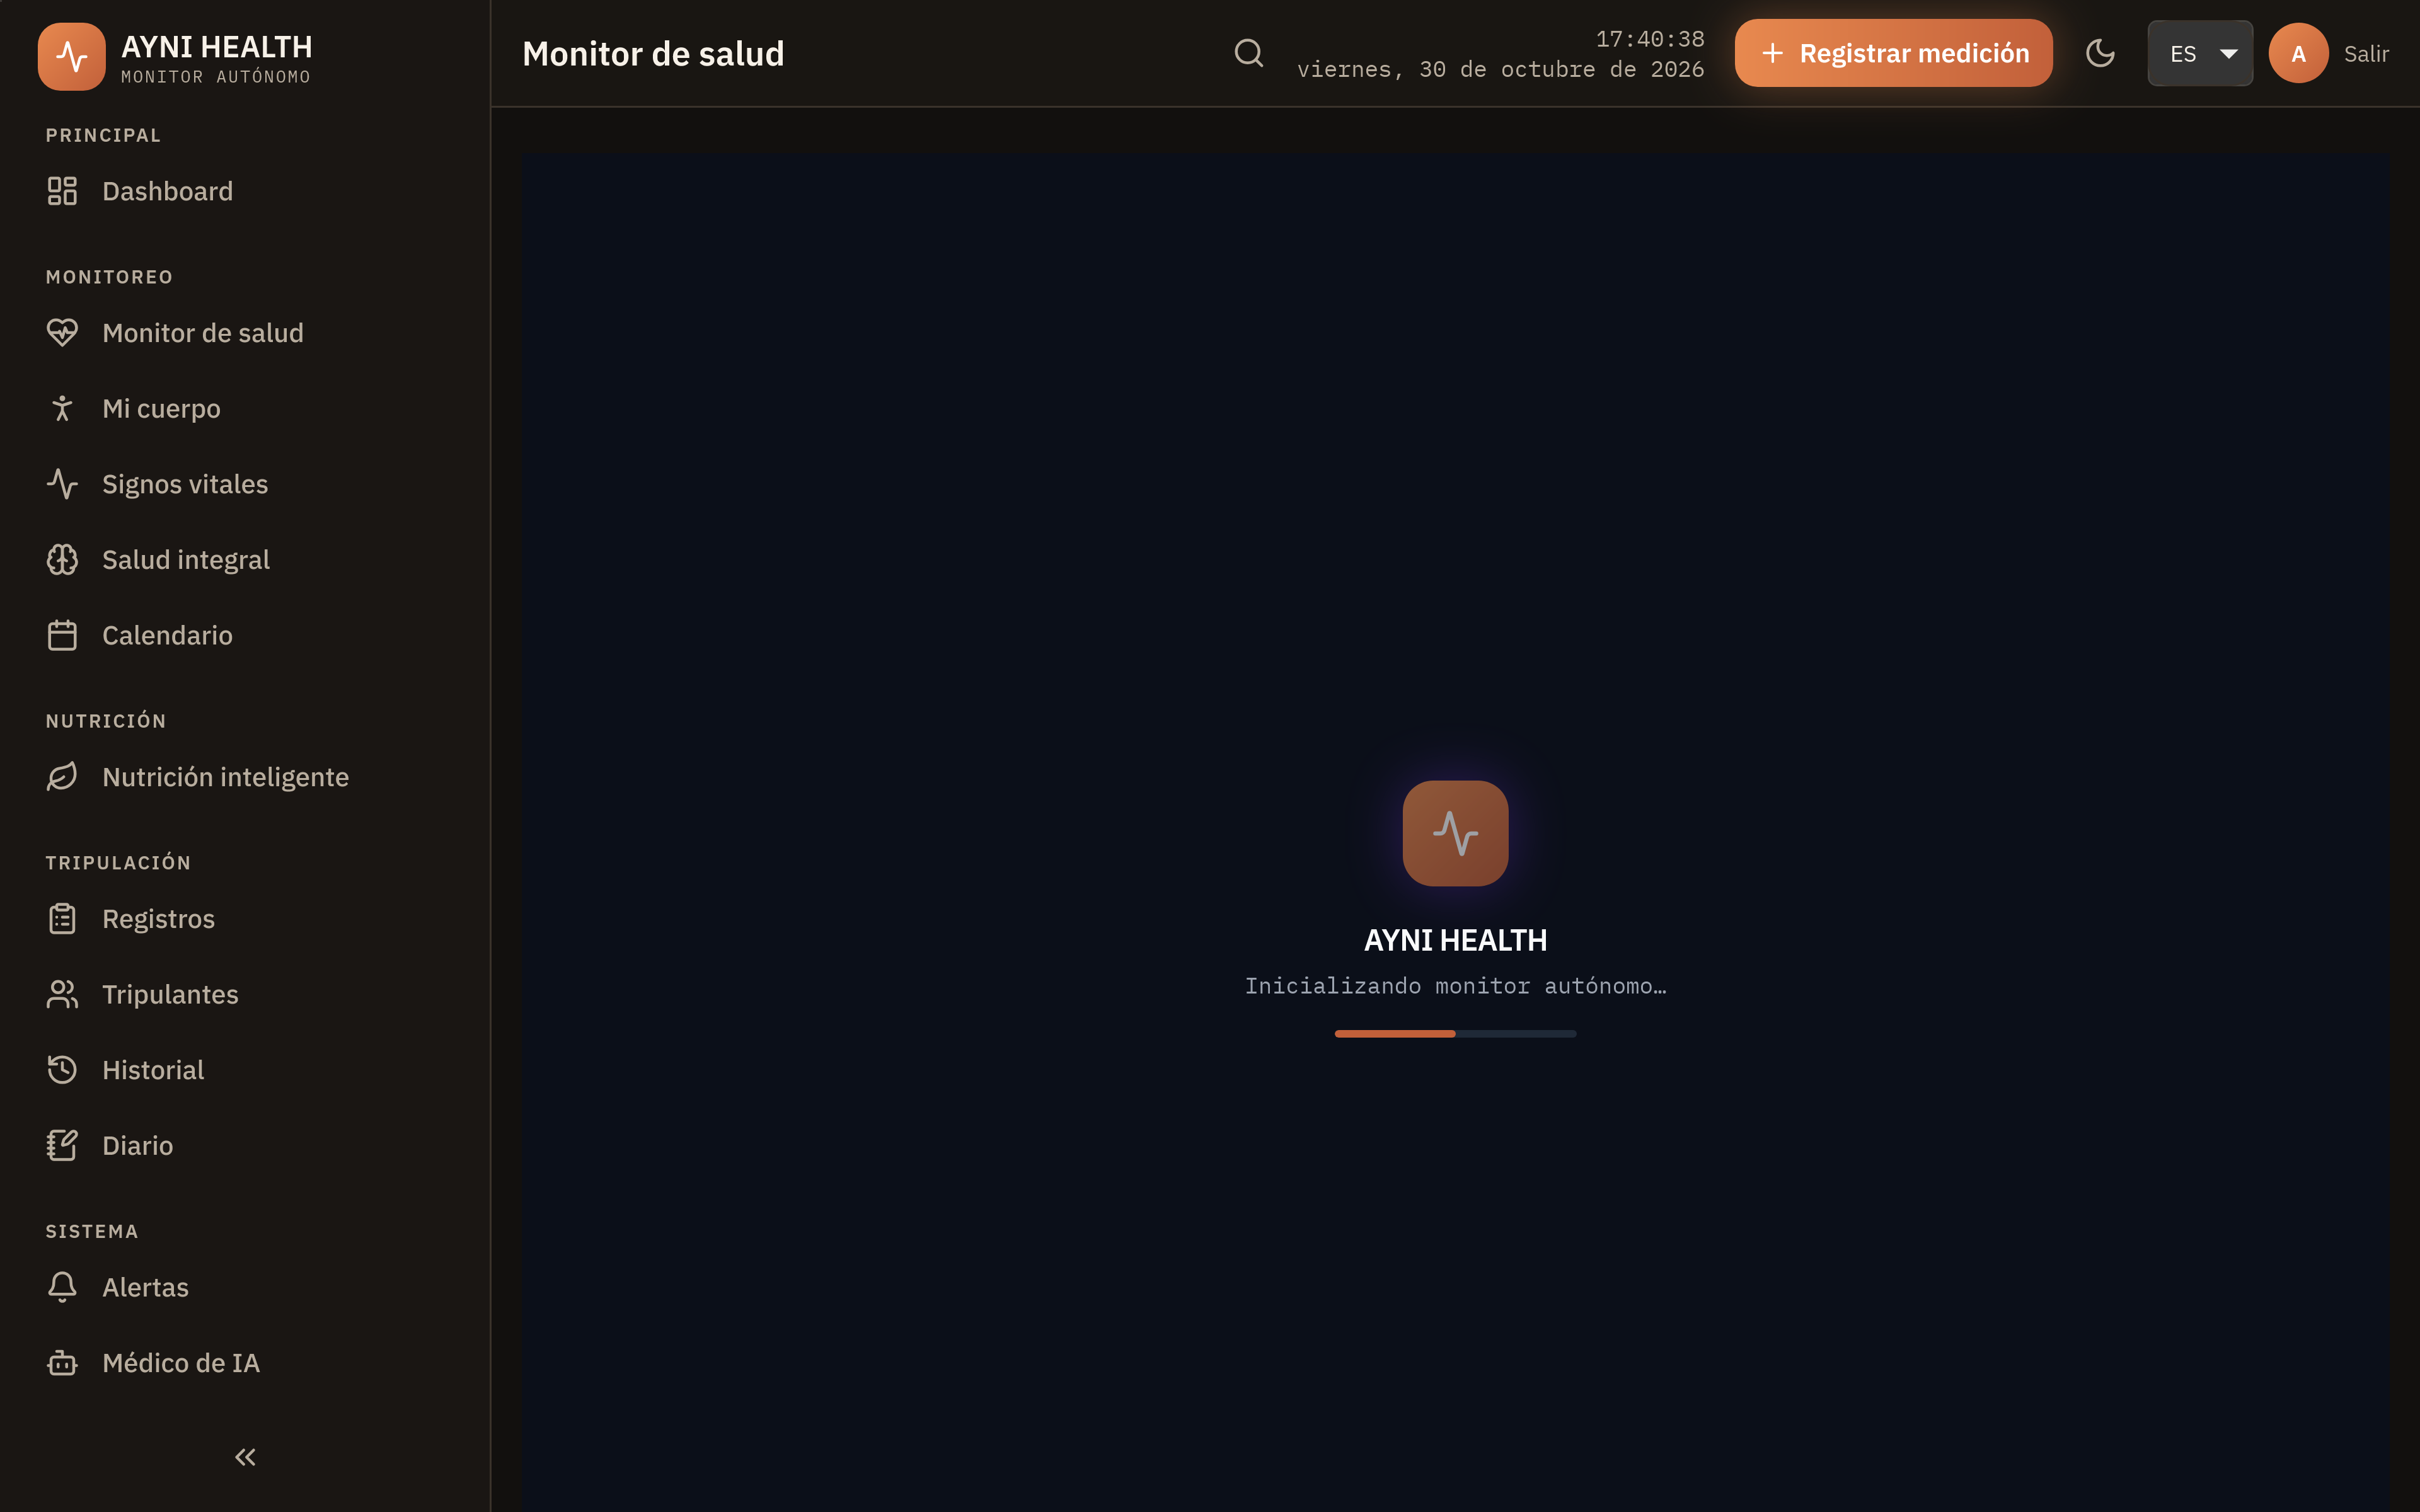 AYNI HEALTH
MONITOR AUTÓNOMO
PRINCIPAL
Dashboard
MONITOREO
Monitor de salud
Mi cuerpo
Signos vitales
Salud integral
Calendario
NUTRICIÓN
Nutrición inteligente
TRIPULACIÓN
Registros
Tripulantes
Historial
Diario
SISTEMA
Alertas
Médico de IA
Monitor de salud
17:40:38
viernes, 30 de octubre de 2026
Registrar medición
ES
A
Salir
AYNI HEALTH
Inicializando monitor autónomo…